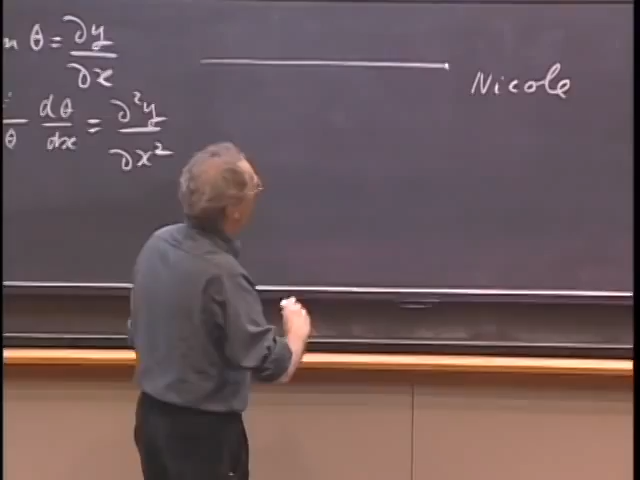 n θ = ∂y/∂x
θ dθ/dx = ∂²y/∂x²
Nicole